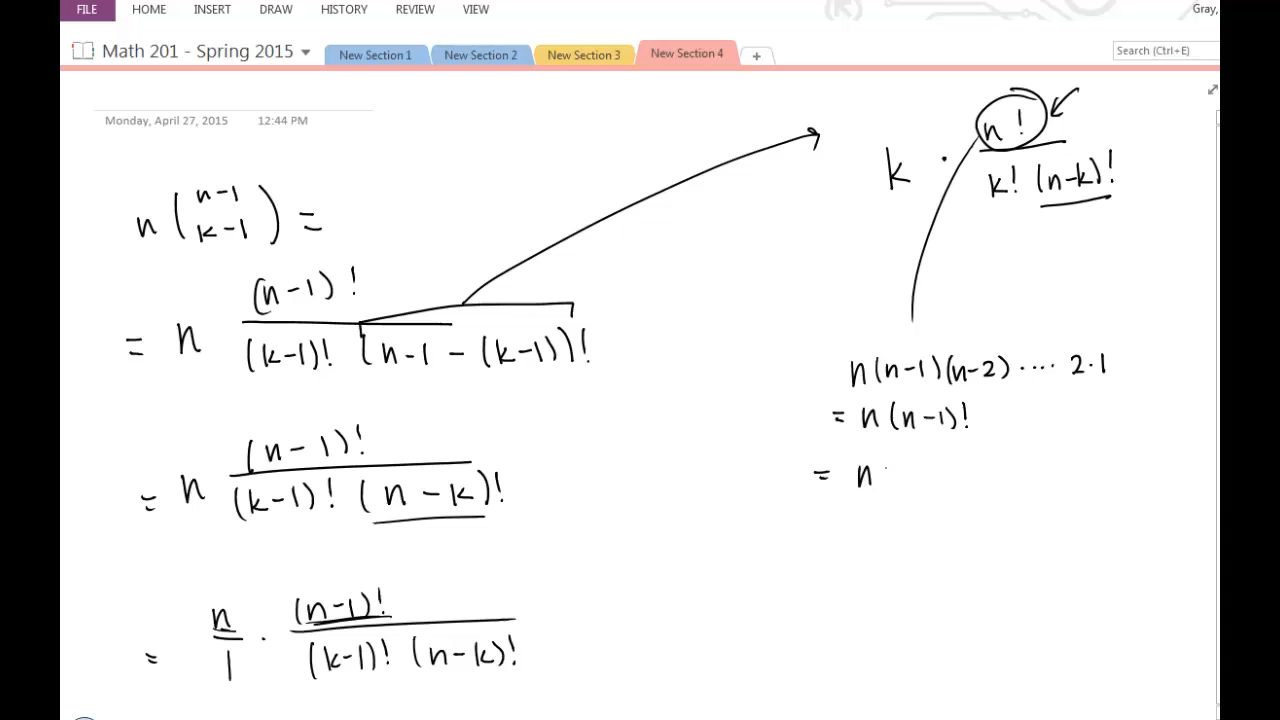 FILE HOME INSERT DRAW HISTORY REVIEW VIEW Gray,
Math 201 - Spring 2015 New Section 1 New Section 2 New Section 3 New Section 4 + Search (Ctrl+E)
Monday, April 27, 2015 12:44 PM
n (n-1
k-1) =
= n (n-1)!
(k-1)! (n-1 - (k-1))!
= n (n-1)!
(k-1)! (n-k)!
= n/1 · (n-1)!
(k-1)! (n-k)!
k · n!
k! (n-k)!
n(n-1)(n-2) ···· 2·1
= n(n-1)!
= n